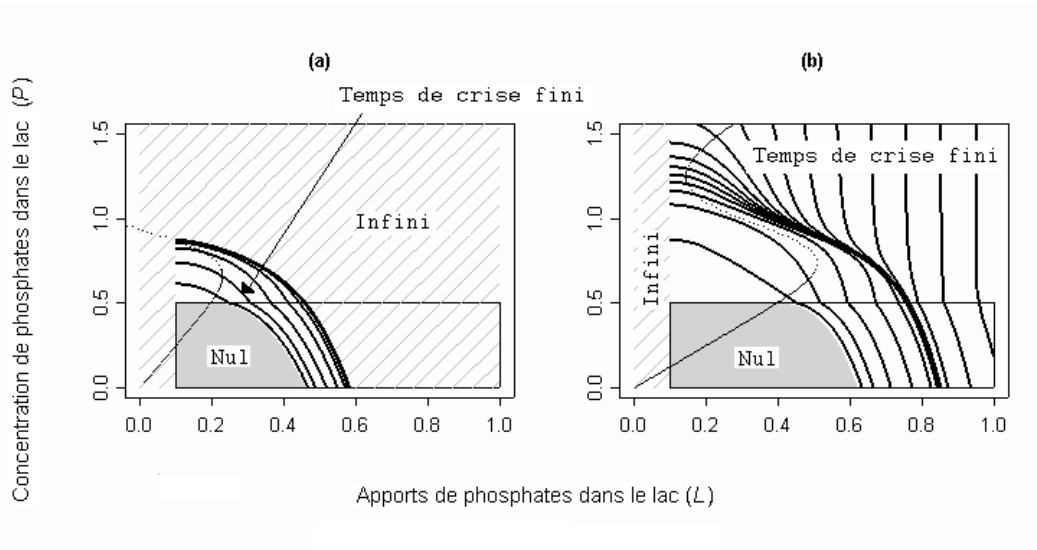 (a)
(b)
Temps de crise fini
Concentration de phosphates dans le lac (P)
1.5
1.0
0.5
0.0
Infini
Nul
0.0 0.2 0.4 0.6 0.8 1.0
1.5
1.0
0.5
0.0
Temps de crise fini
Infini
Nul
0.0 0.2 0.4 0.6 0.8 1.0
Apports de phosphates dans le lac (L)